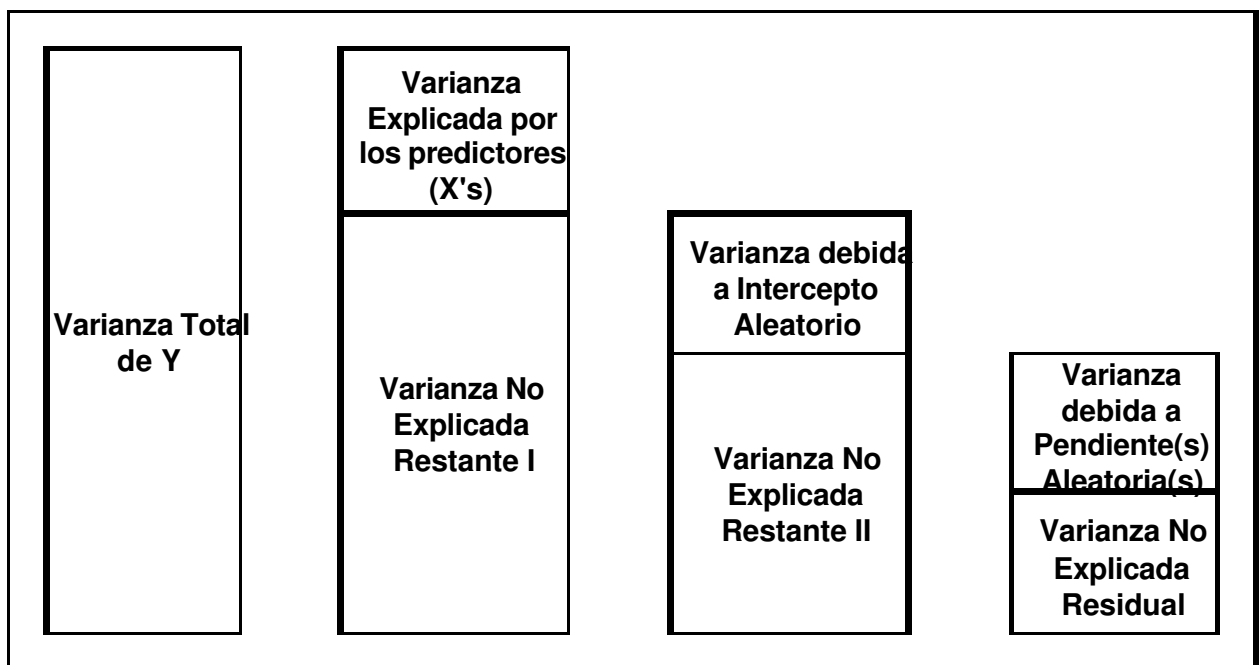 Varianza Total
de Y
Varianza
Explicada por
los predictores
(X's)
Varianza No
Explicada
Restante I
Varianza debida
a Intercepto
Aleatorio
Varianza No
Explicada
Restante II
Varianza
debida a
Pendiente(s)
Aleatoria(s)
Varianza No
Explicada
Residual